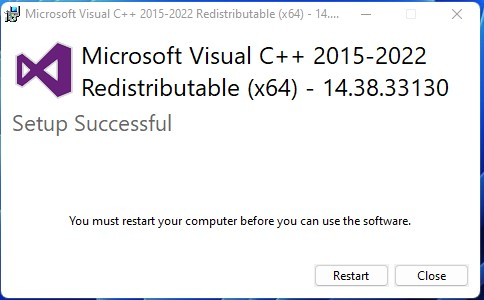 Microsoft Visual C++ 2015-2022 Redistributable (x64) - 14....
Microsoft Visual C++ 2015-2022
Redistributable (x64) - 14.38.33130
Setup Successful
You must restart your computer before you can use the software.
Restart Close